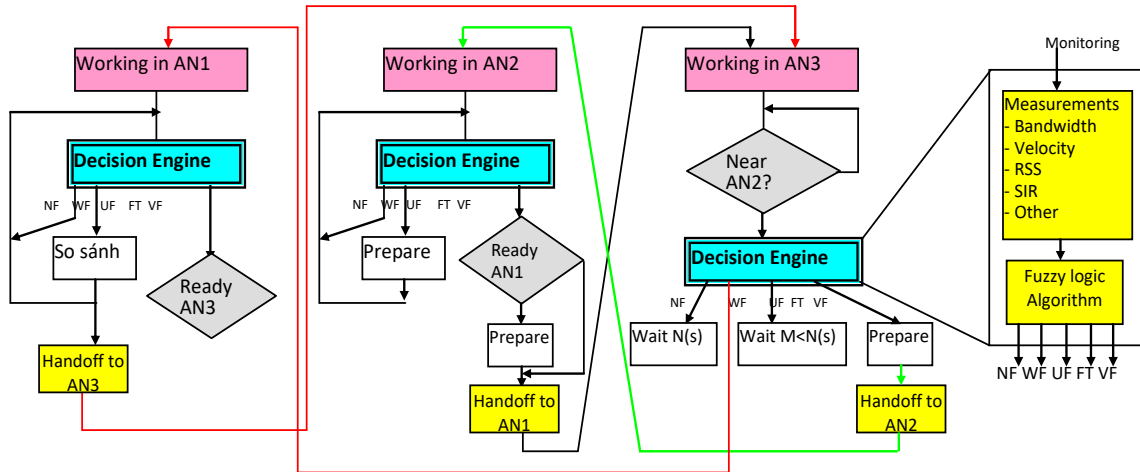 Working in AN1
Working in AN2
Working in AN3
Monitoring
Measurements
- Bandwidth
- Velocity
- RSS
- SIR
- Other
Decision Engine
Decision Engine
Near
AN2?
NF WF UF FT VF
NF WF UF FT VF
So sánh
Prepare
Ready
AN3
Ready
AN1
Decision Engine
Fuzzy logic
Algorithm
NF WF UF FT VF
Wait N(s)
Wait M<N(s)
Prepare
Prepare
Handoff to
AN3
Handoff to
AN1
Handoff to
AN2
NF WF UF FT VF